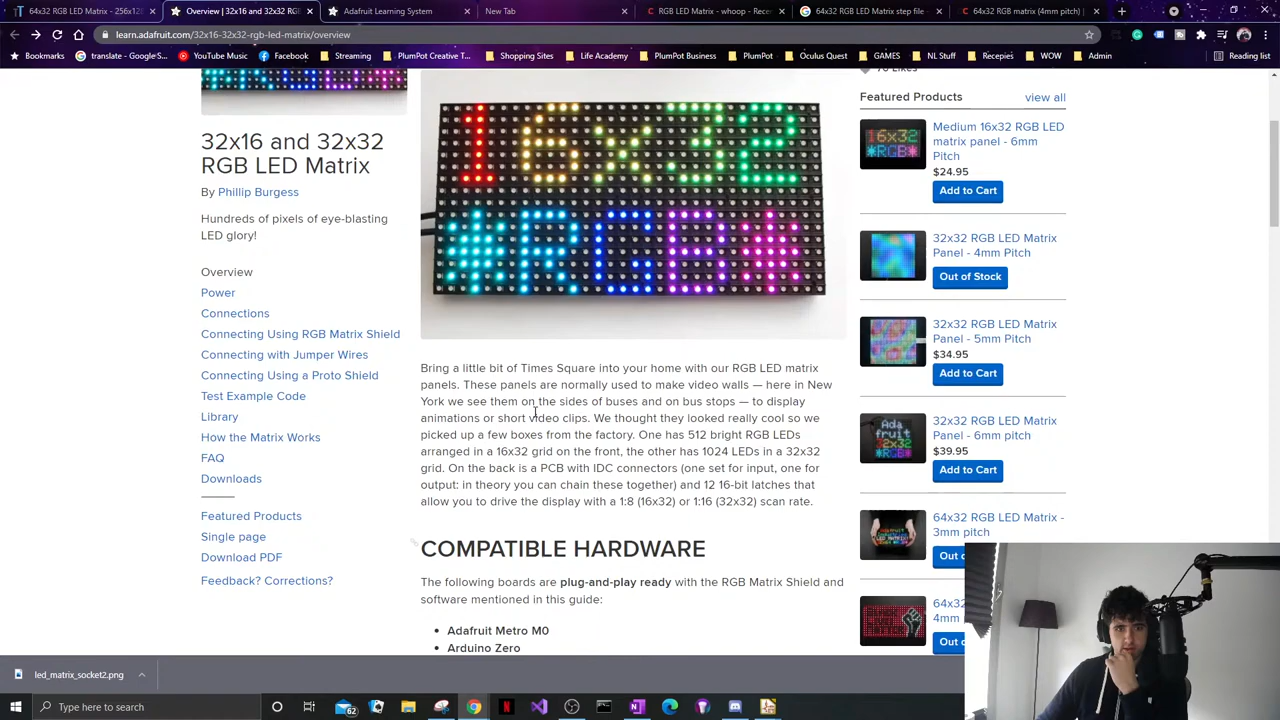 64x32 RGB LED Matrix - 256x128
Overview | 32x16 and 32x32 RGB
Adafruit Learning System
New Tab
RGB LED Matrix - whoop - Recen
64x32 RGB LED Matrix step file -
64x32 RGB matrix (4mm pitch) |
learn.adafruit.com/32x16-32x32-rgb-led-matrix/overview
Bookmarks
translate - Google S...
YouTube Music
Facebook
Streaming
PlumPot Creative T...
Shopping Sites
Life Academy
PlumPot Business
PlumPot
Oculus Quest
GAMES
NL Stuff
Recepies
WOW
Admin
Reading list
32x16 and 32x32
RGB LED Matrix
By Phillip Burgess
Hundreds of pixels of eye-blasting
LED glory!
Overview
Power
Connections
Connecting Using RGB Matrix Shield
Connecting with Jumper Wires
Connecting Using a Proto Shield
Test Example Code
Library
How the Matrix Works
FAQ
Downloads
Featured Products
Single page
Download PDF
Feedback? Corrections?
16x32
*RGB*
Bring a little bit of Times Square into your home with our RGB LED matrix
panels. These panels are normally used to make video walls — here in New
York we see them on the sides of buses and on bus stops — to display
animations or short video clips. We thought they looked really cool so we
picked up a few boxes from the factory. One has 512 bright RGB LEDs
arranged in a 16x32 grid on the front, the other has 1024 LEDs in a 32x32
grid. On the back is a PCB with IDC connectors (one set for input, one for
output: in theory you can chain these together) and 12 16-bit latches that
allow you to drive the display with a 1:8 (16x32) or 1:16 (32x32) scan rate.
COMPATIBLE HARDWARE
The following boards are plug-and-play ready with the RGB Matrix Shield and
software mentioned in this guide:
• Adafruit Metro M0
• Arduino Zero
Likes
Featured Products
view all
16x32
*RGB*
Medium 16x32 RGB LED
matrix panel - 6mm
Pitch
$24.95
Add to Cart
32x32 RGB LED Matrix
Panel - 4mm Pitch
Out of Stock
32x32 RGB LED Matrix
Panel - 5mm Pitch
$34.95
Add to Cart
Ada
fruit
32x32
RGB LED Matrix
Panel - 6mm pitch
$39.95
Add to Cart
64x32 RGB LED Matrix -
3mm pitch
Out o
64x32
4mm
Out o
led_matrix_socket2.png
Type here to search